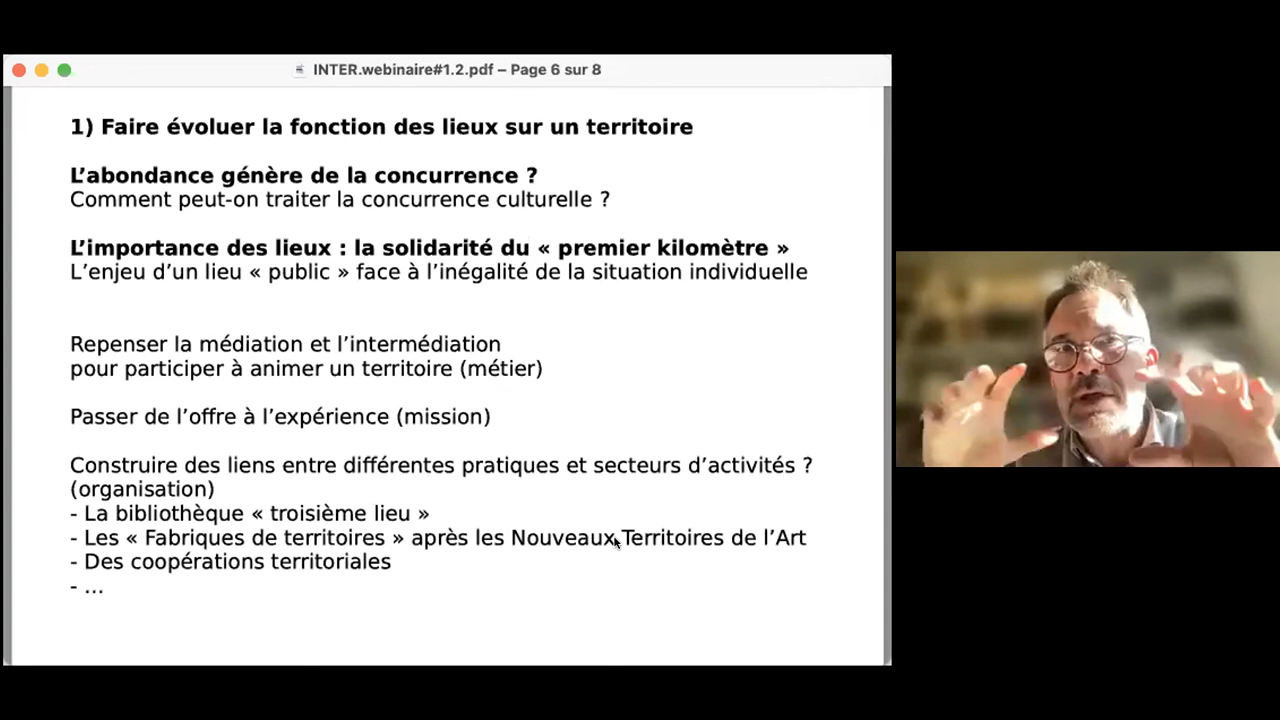 INTER.webinaire#1.2.pdf – Page 6 sur 8
1) Faire évoluer la fonction des lieux sur un territoire
L’abondance génère de la concurrence ?
Comment peut-on traiter la concurrence culturelle ?
L’importance des lieux : la solidarité du « premier kilomètre »
L’enjeu d’un lieu « public » face à l’inégalité de la situation individuelle
Repenser la médiation et l’intermédiation
pour participer à animer un territoire (métier)
Passer de l’offre à l’expérience (mission)
Construire des liens entre différentes pratiques et secteurs d’activités ?
(organisation)
- La bibliothèque « troisième lieu »
- Les « Fabriques de territoires » après les Nouveaux Territoires de l’Art
- Des coopérations territoriales
- ...